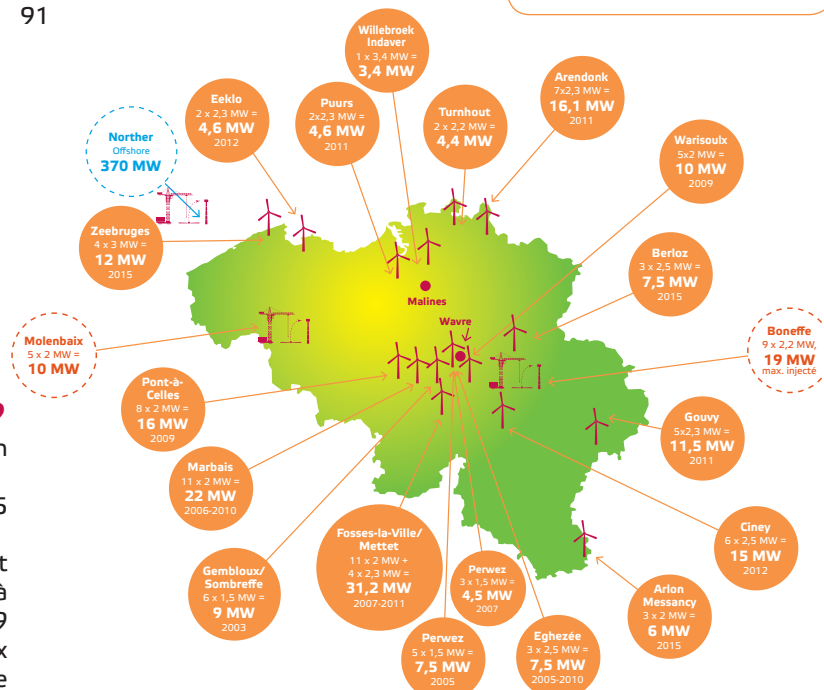 91
Willebroek
Indaver
1 x 3,4 MW =
3,4 MW
Eeklo
2 x 2,3 MW =
4,6 MW
2012
Puurs
2x2,3 MW =
4,6 MW
2011
Turnhout
2 x 2,2 MW =
4,4 MW
Arendonk
7x2,3 MW =
16,1 MW
2011
Norther
Offshore
370 MW
Warisoulx
5x2 MW =
10 MW
2009
Zeebruges
4 x 3 MW =
12 MW
2015
Berloz
3 x 2,5 MW =
7,5 MW
2015
Malines
Wavre
Molenbaix
5 x 2 MW =
10 MW
Boneffe
9 x 2,2 MW,
19 MW
max. injecté
Pont-à-
Celles
8 x 2 MW =
16 MW
2009
Gouvy
5x2,3 MW =
11,5 MW
2011
Marbais
11 x 2 MW =
22 MW
2006-2010
Fosses-la-Ville/
Mettet
11 x 2 MW +
4 x 2,3 MW =
31,2 MW
2007-2011
Ciney
6 x 2,5 MW =
15 MW
2012
Gembloux/
Sombreffe
6 x 1,5 MW =
9 MW
2003
Perwez
3 x 1,5 MW =
4,5 MW
2007
Arlon
Messancy
3 x 2 MW =
6 MW
2015
Perwez
5 x 1,5 MW =
7,5 MW
2005
Eghezée
3 x 2,5 MW =
7,5 MW
2005-2010
t
à
x
e